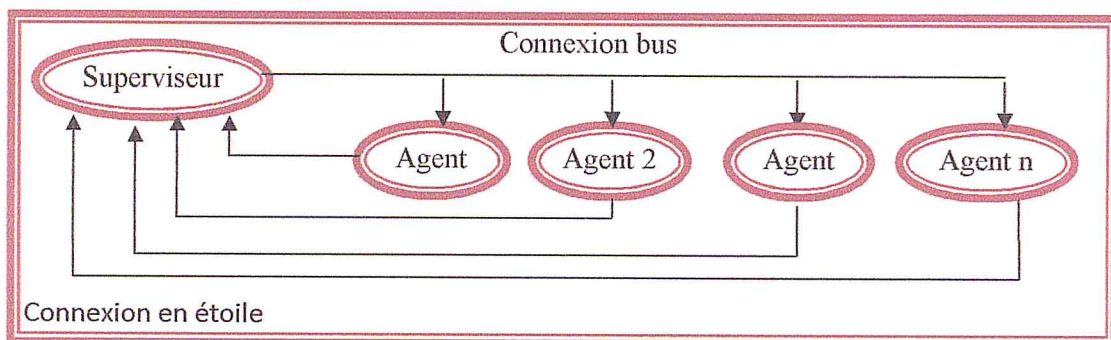 Connexion bus
Superviseur
Agent
Agent 2
Agent
Agent n
Connexion en étoile